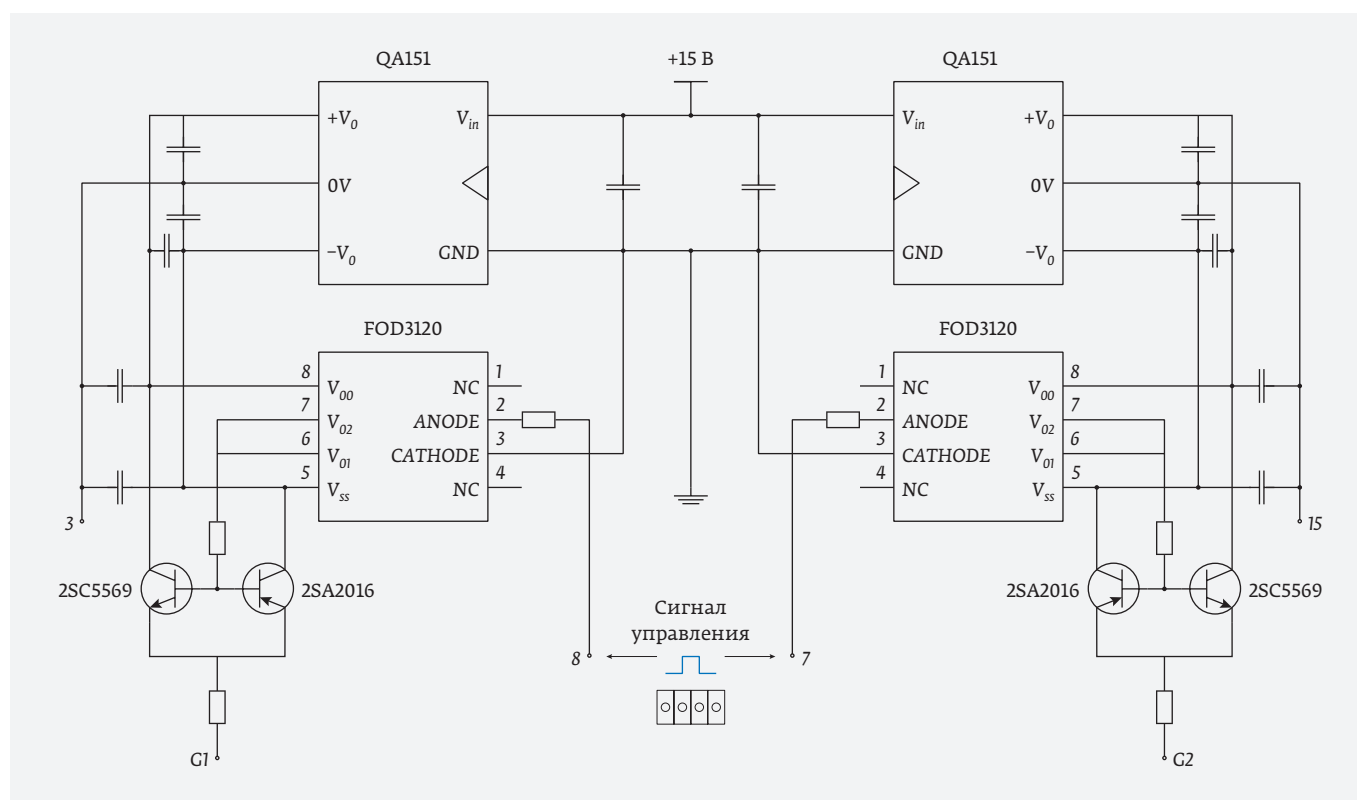 QA151
+15 В
QA151
+V0
Vin
Vin
+V0
0V
0V
−V0
GND
GND
−V0
FOD3120
FOD3120
8
V00
NC
1
1
NC
V00
8
7
V02
ANODE
2
2
ANODE
V02
7
6
V01
CATHODE
3
3
CATHODE
V01
6
5
Vss
NC
4
4
NC
Vss
5
3
15
2SC5569
2SA2016
2SA2016
2SC5569
Сигнал
управления
8
7
G1
G2